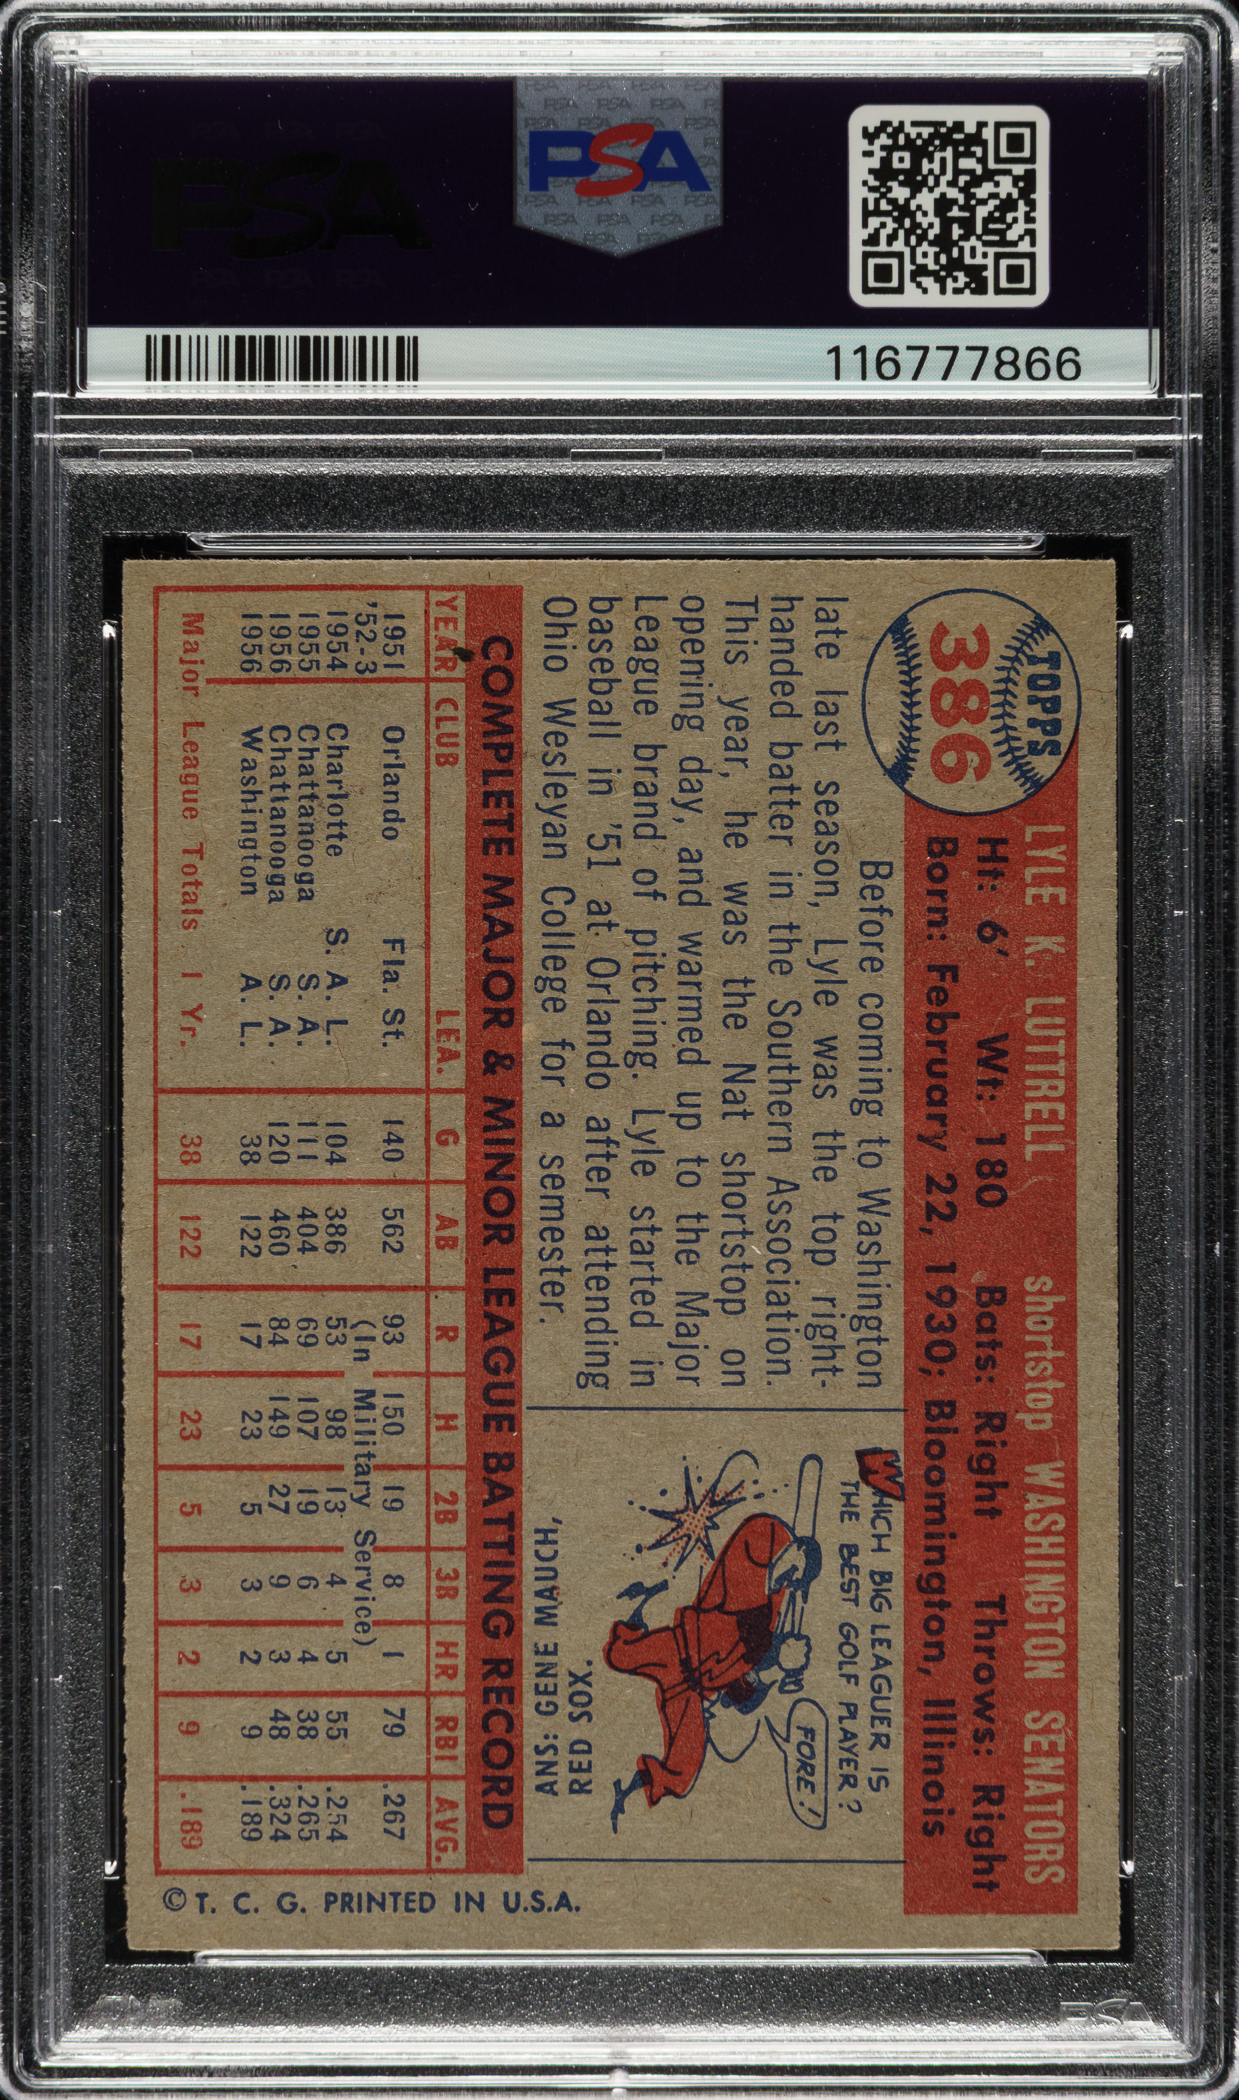 PSA
PSA
116777866
TOPPS
386
LYLE K. LUTTRELL shortstop WASHINGTON SENATORS
Ht: 6' Wt: 180 Bats: Right Throws: Right
Born: February 22, 1930; Bloomington, Illinois
Before coming to Washington
late last season, Lyle was the top right-
handed batter in the Southern Association.
This year, he was the Nat shortstop on
opening day, and warmed up to the Major
League brand of pitching. Lyle started in
baseball in '51 at Orlando after attending
Ohio Wesleyan College for a semester.
WHICH BIG LEAGUER IS
THE BEST GOLF PLAYER?
FORE!
ANS: GENE MAUCH,
RED SOX.
COMPLETE MAJOR & MINOR LEAGUE BATTING RECORD
YEAR CLUB LEA. G AB R H 2B 3B HR RBI AVG.
1951 Orlando Fla. St. 140 562 93 150 19 8 1 79 .267
'52-3 (In Military Service)
1954 Charlotte S. A. L. 104 386 53 98 13 4 5 55 .254
1955 Chattanooga S. A. 111 404 69 107 19 6 4 38 .265
1956 Chattanooga S. A. 120 460 84 149 27 9 3 48 .324
1956 Washington A. L. 38 122 17 23 5 3 2 9 .189
Major League Totals 1 Yr. 38 122 17 23 5 3 2 9 .189
© T. C. G. PRINTED IN U.S.A.
PSA